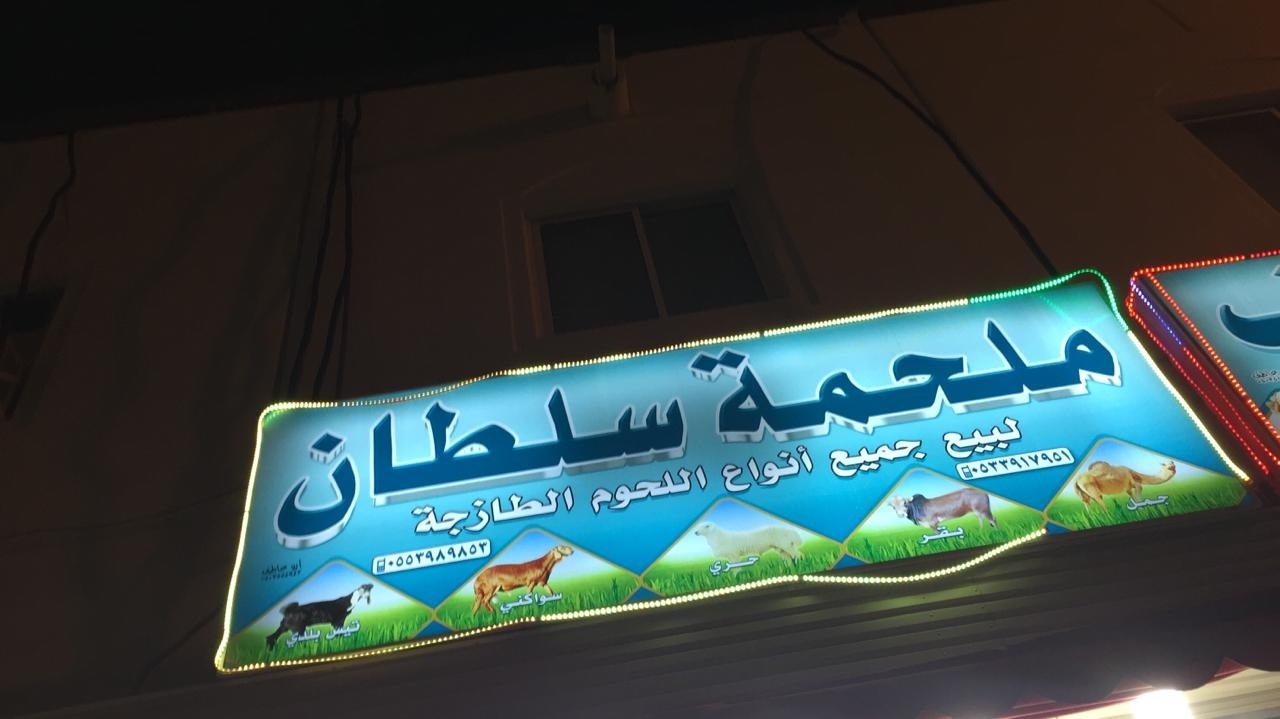 ملحمة سلطان
لبيع جميع أنواع اللحوم الطازجة
٠٥٣٣٩١٧٩٥١
٠٥٥٣٩٨٩٨٥٣
جمل
بقر
حري
سواكني
تيس بلدي